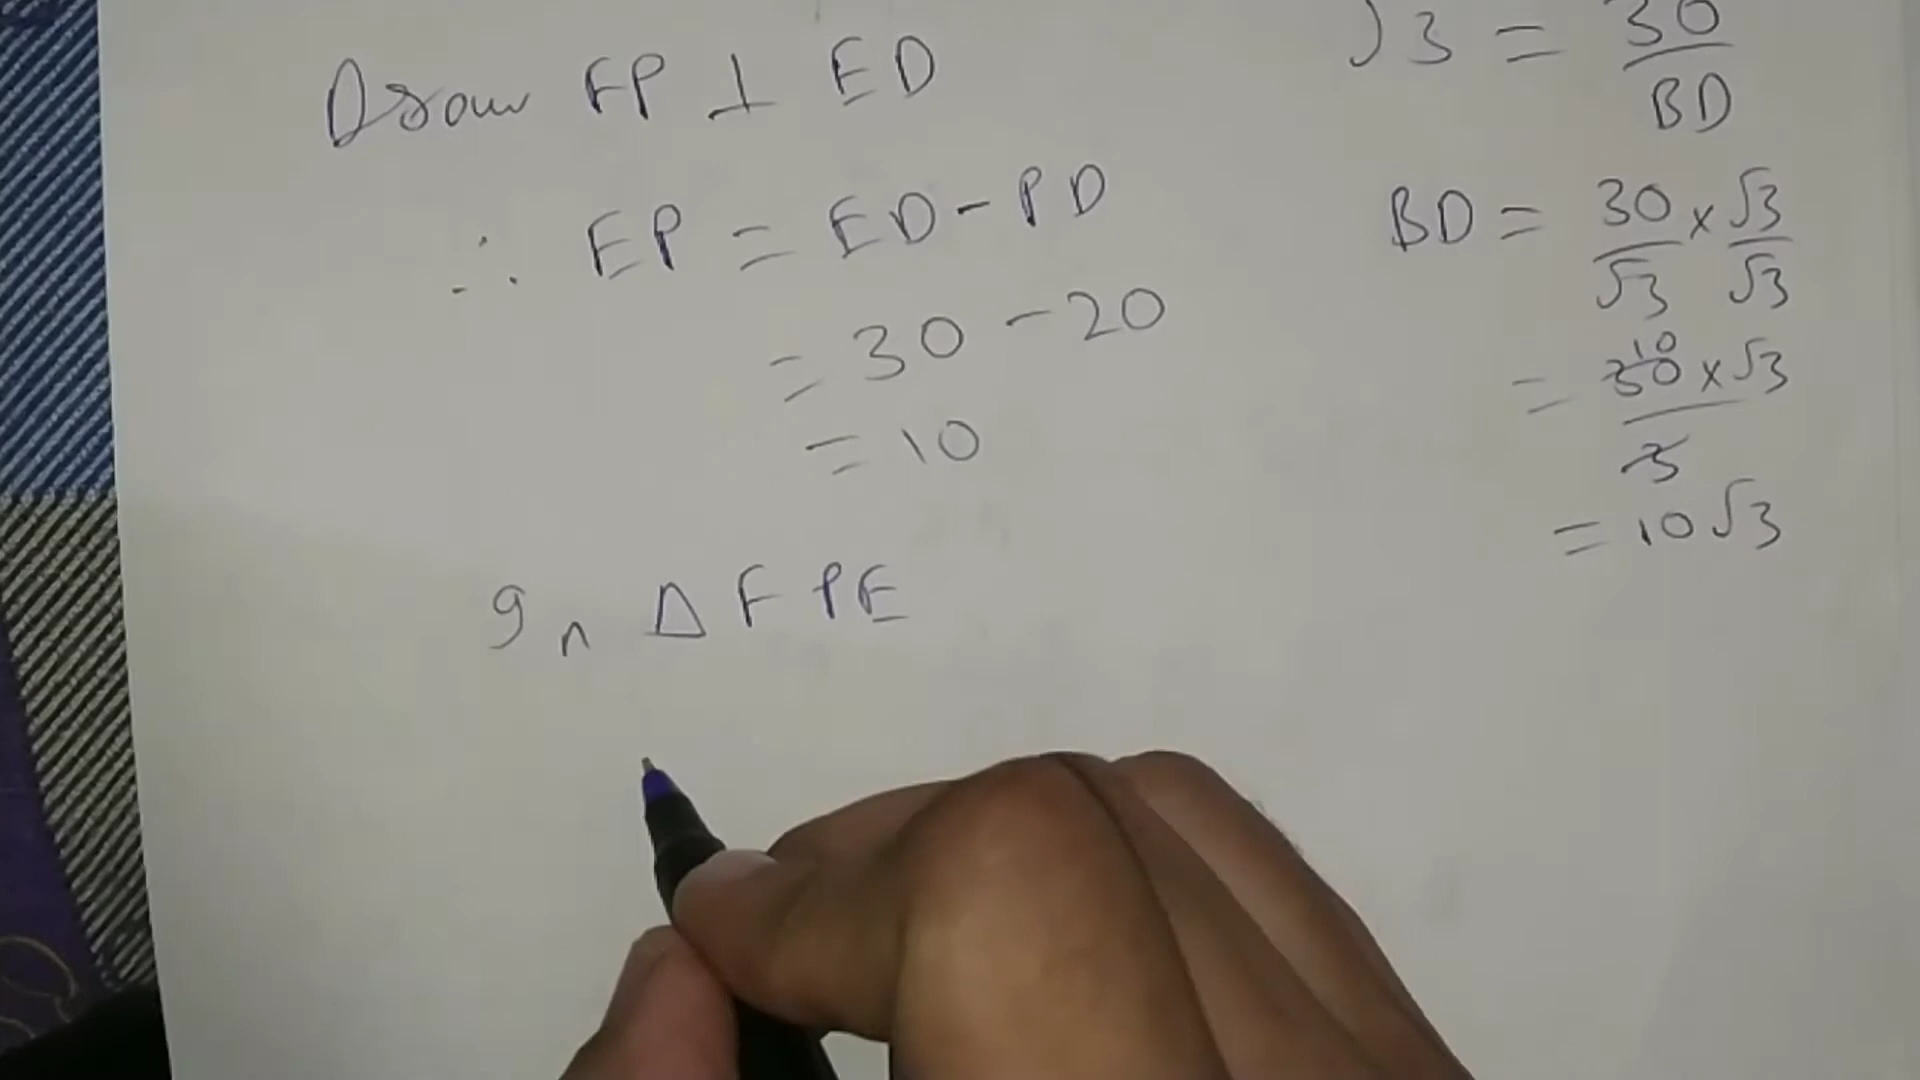 Draw FP ⊥ ED
∴ EP = ED - PD
= 30 - 20
= 10
In Δ FPE
√3 = 30/BD
BD = 30/√3 × √3/√3
= 30 10 × √3 / 3
= 10√3